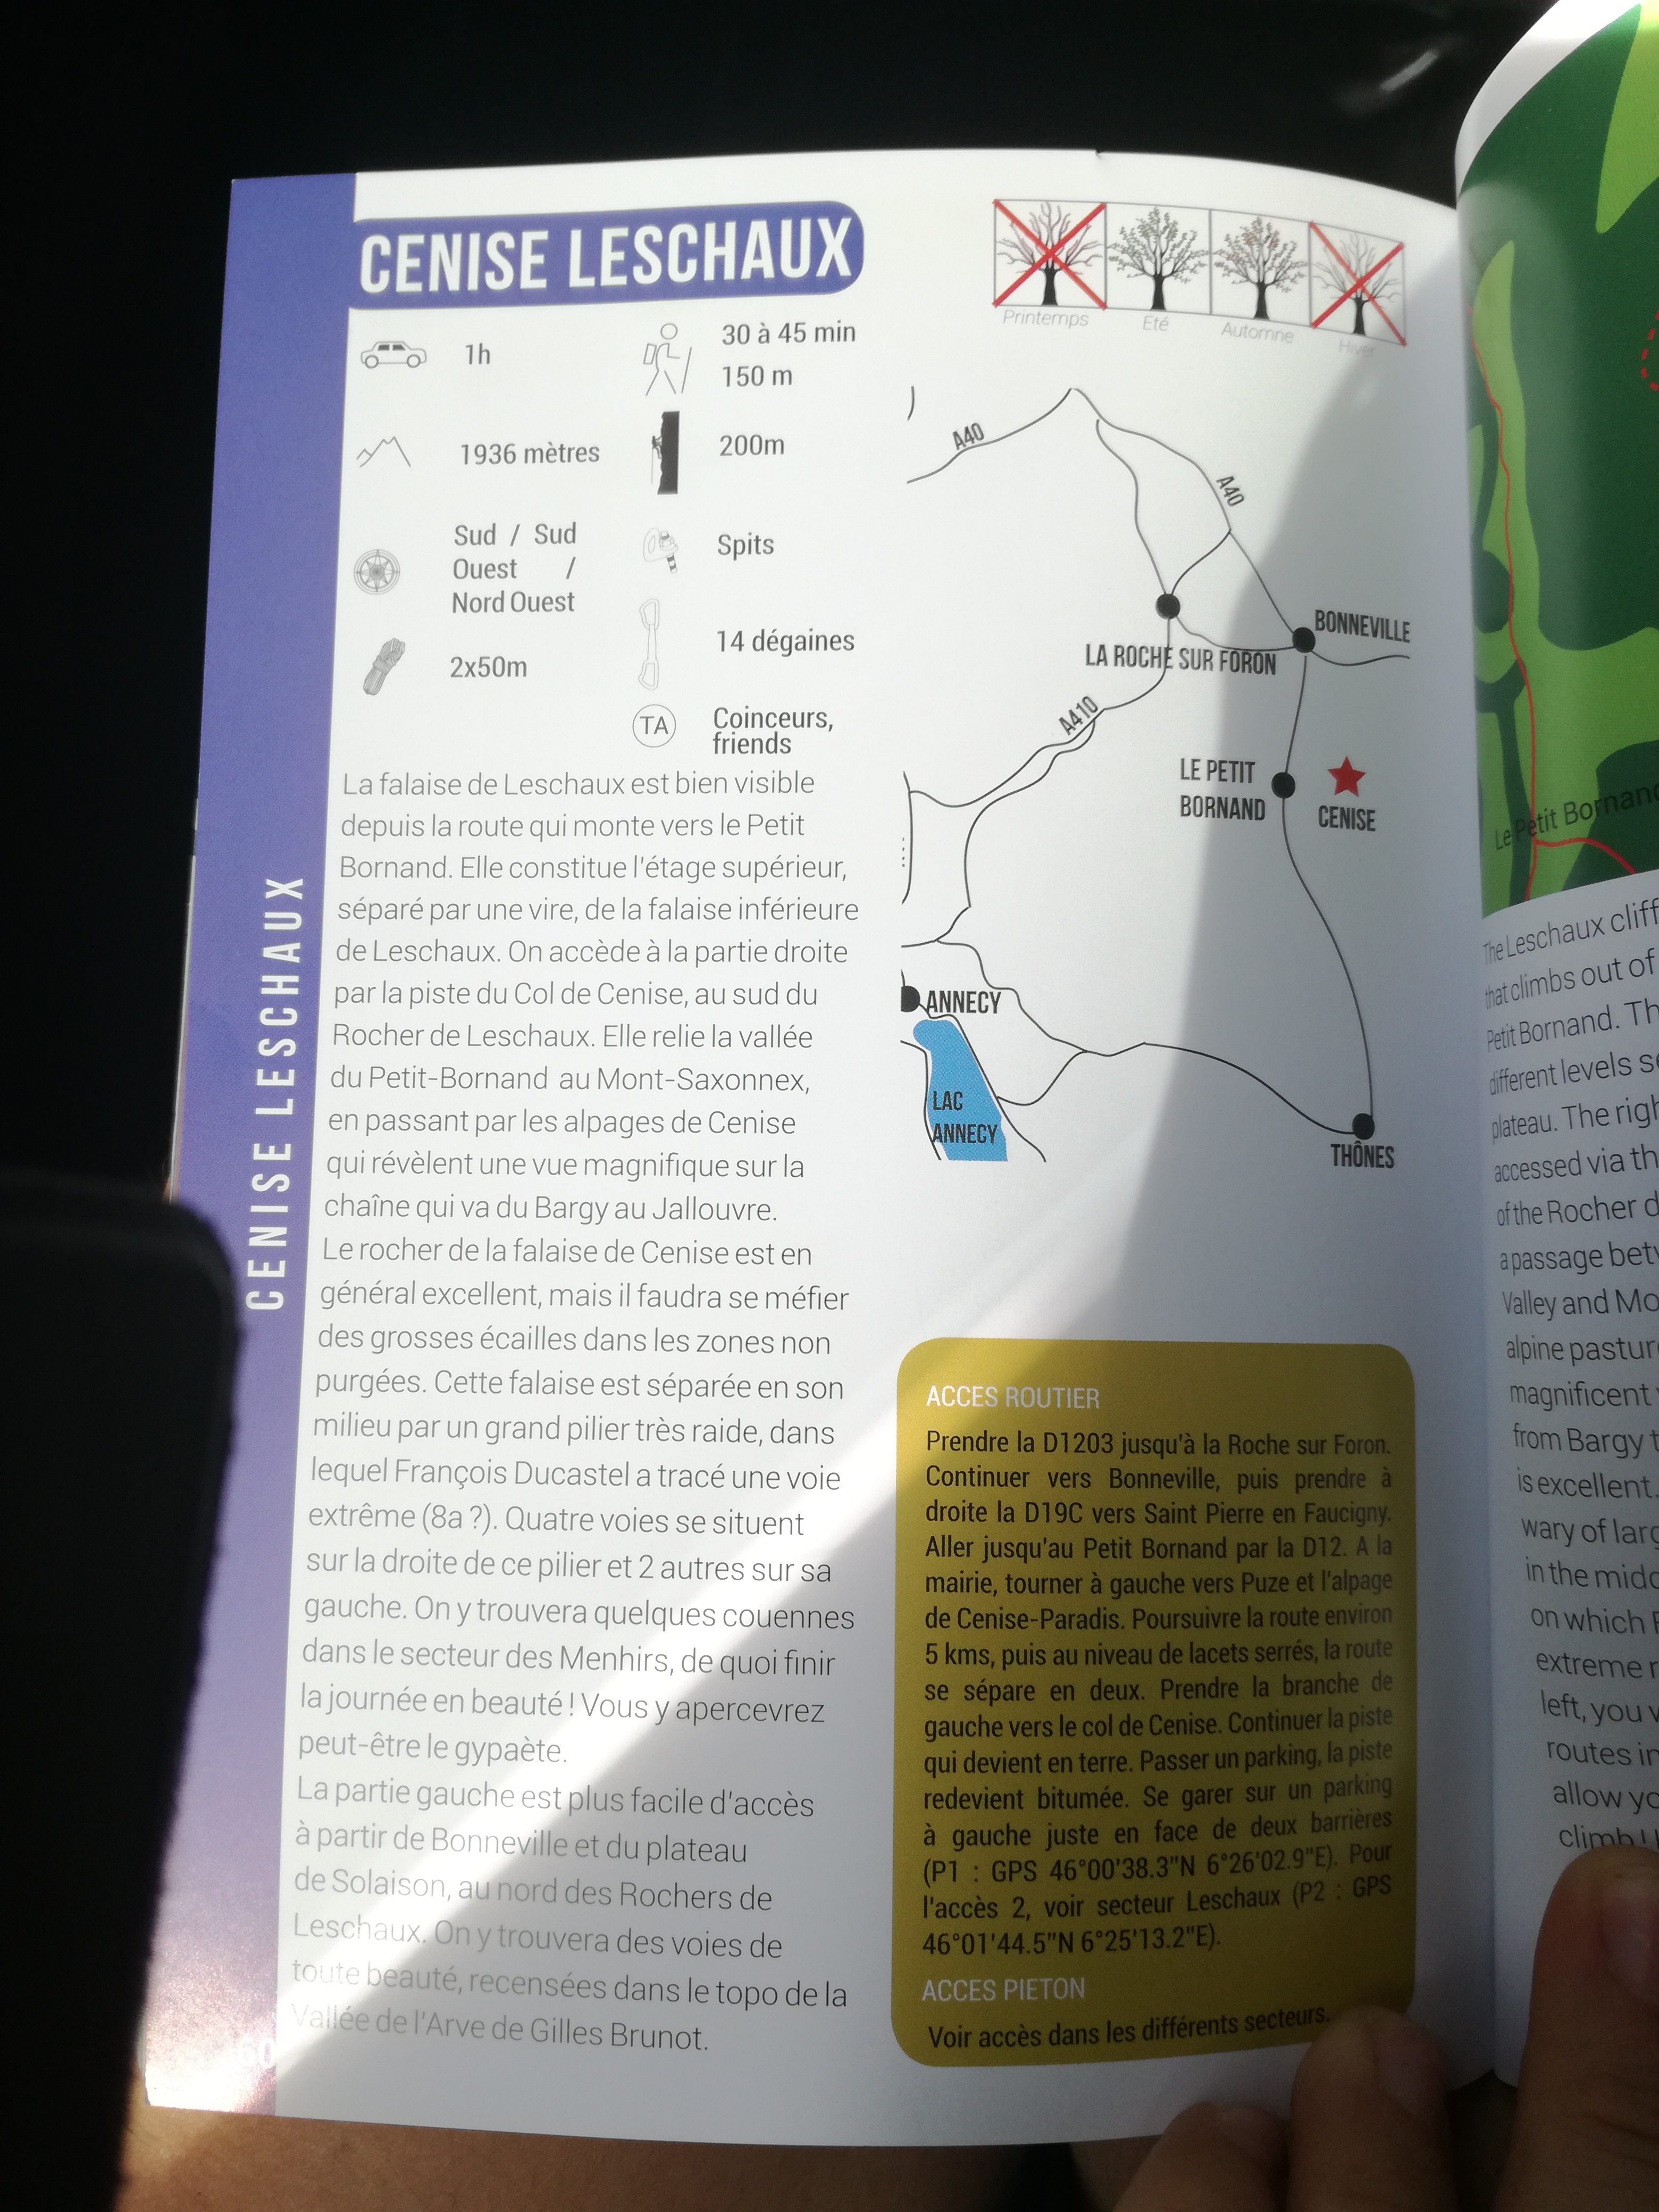 CENISE LESCHAUX
1h
30 à 45 min
150 m
1936 mètres
200m
Sud / Sud
Ouest /
Nord Ouest
Spits
14 dégaines
2x50m
TA
Coinceurs,
friends
Printemps
Eté
Automne
Hiver
La falaise de Leschaux est bien visible
depuis la route qui monte vers le Petit
Bornand. Elle constitue l'étage supérieur,
séparé par une vire, de la falaise inférieure
de Leschaux. On accède à la partie droite
par la piste du Col de Cenise, au sud du
Rocher de Leschaux. Elle relie la vallée
du Petit-Bornand au Mont-Saxonnex,
en passant par les alpages de Cenise
qui révèlent une vue magnifique sur la
chaîne qui va du Bargy au Jallouvre.
Le rocher de la falaise de Cenise est en
général excellent, mais il faudra se méfier
des grosses écailles dans les zones non
purgées. Cette falaise est séparée en son
milieu par un grand pilier très raide, dans
lequel François Ducastel a tracé une voie
extrême (8a ?). Quatre voies se situent
sur la droite de ce pilier et 2 autres sur sa
gauche. On y trouvera quelques couennes
dans le secteur des Menhirs, de quoi finir
la journée en beauté ! Vous y apercevrez
peut-être le gypaète.
La partie gauche est plus facile d'accès
à partir de Bonneville et du plateau
de Solaison, au nord des Rochers de
Leschaux. On y trouvera des voies de
toute beauté, recensées dans le topo de la
Vallée de l'Arve de Gilles Brunot.
CENISE LESCHAUX
60
A40
A40
BONNEVILLE
LA ROCHE SUR FORON
A410
LE PETIT
BORNAND
CENISE
ANNECY
LAC
ANNECY
THÔNES
ACCES ROUTIER
Prendre la D1203 jusqu'à la Roche sur Foron.
Continuer vers Bonneville, puis prendre à
droite la D19C vers Saint Pierre en Faucigny.
Aller jusqu'au Petit Bornand par la D12. A la
mairie, tourner à gauche vers Puze et l'alpage
de Cenise-Paradis. Poursuivre la route environ
5 kms, puis au niveau de lacets serrés, la route
se sépare en deux. Prendre la branche de
gauche vers le col de Cenise. Continuer la piste
qui devient en terre. Passer un parking, la piste
redevient bitumée. Se garer sur un parking
à gauche juste en face de deux barrières
(P1 : GPS 46°00'38.3"N 6°26'02.9"E). Pour
l'accès 2, voir secteur Leschaux (P2 : GPS
46°01'44.5"N 6°25'13.2"E).
ACCES PIETON
Voir accès dans les différents secteurs.
Le Petit Bornand
The Leschaux cliff
that climbs out of
Petit Bornand. Th
different levels s
plateau. The righ
accessed via th
of the Rocher d
a passage bet
Valley and Mo
alpine pastur
magnificent
from Bargy t
is excellent.
wary of larg
in the midd
on which F
extreme r
left, you v
routes in
allow yo
climb !